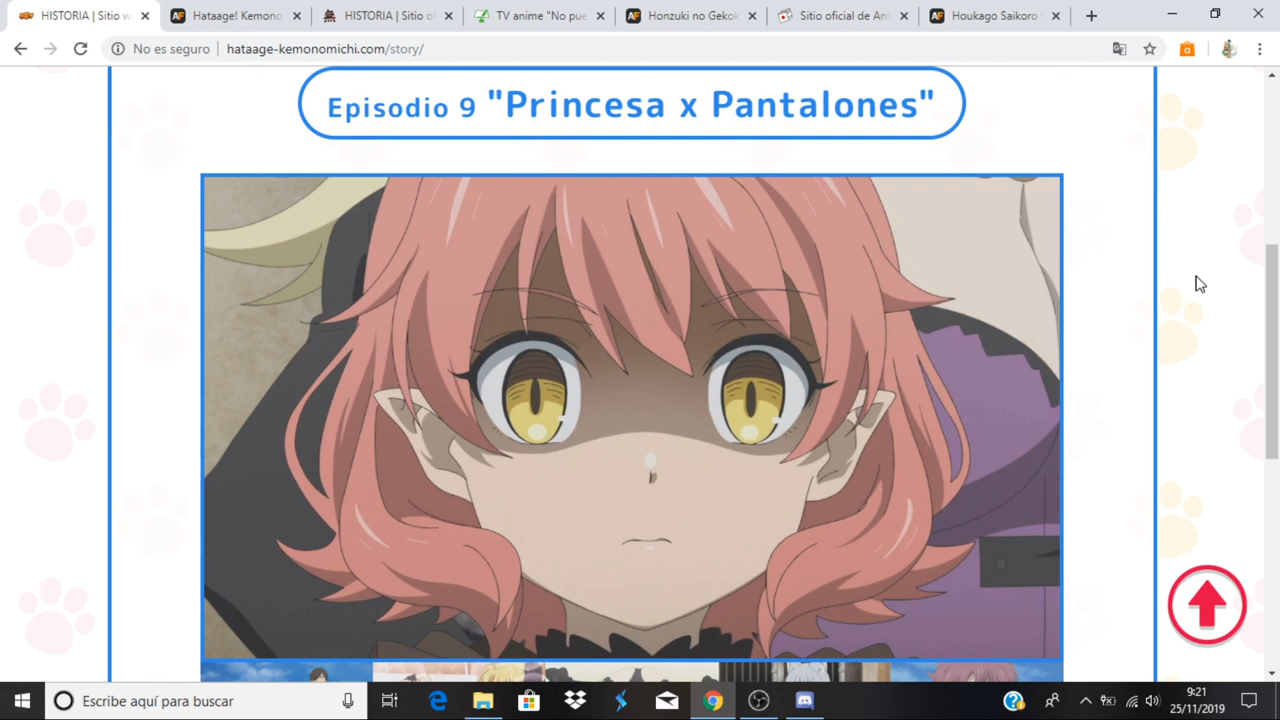 HISTORIA | Sitio w
Hataage! Kemono
HISTORIA | Sitio of
TV anime "No pue
Honzuki no Gekok
Sitio oficial de Ani
Houkago Saikoro
No es seguro
hataage-kemonomichi.com/story/
Episodio 9 "Princesa x Pantalones"
Escribe aquí para buscar
9:21
25/11/2019